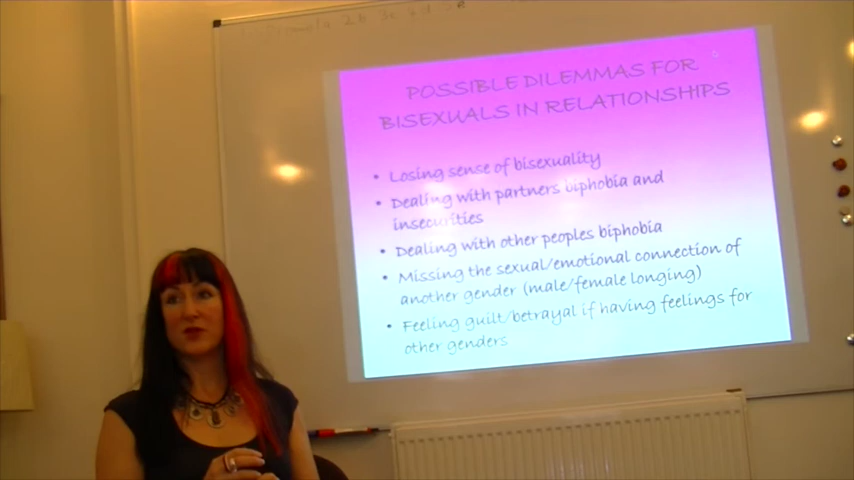 POSSIBLE DILEMMAS FOR
BISEXUALS IN RELATIONSHIPS
• Losing sense of bisexuality
• Dealing with partners biphobia and
insecurities
• Dealing with other peoples biphobia
• Missing the sexual/emotional connection of
another gender (male/female longing)
• Feeling guilt/betrayal if having feelings for
other genders